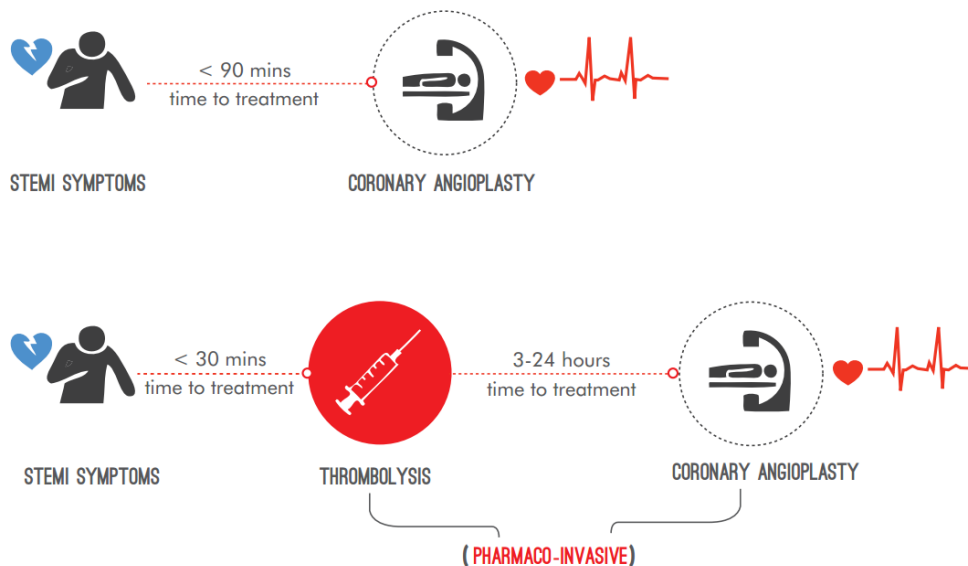 < 90 mins
time to treatment
STEMI SYMPTOMS
CORONARY ANGIOPLASTY
< 30 mins
time to treatment
3-24 hours
time to treatment
STEMI SYMPTOMS
THROMBOLYSIS
CORONARY ANGIOPLASTY
( PHARMACO-INVASIVE)